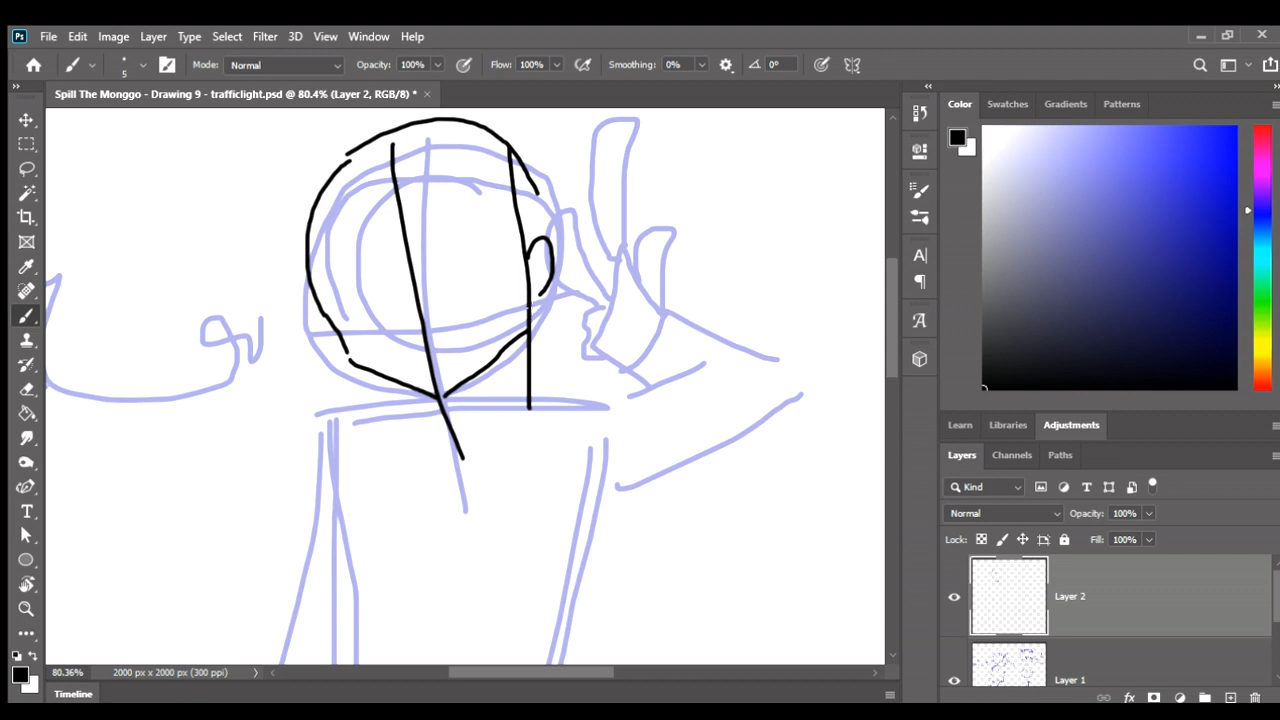 Ps File Edit Image Layer Type Select Filter 3D View Window Help
5 Mode: Normal Opacity: 100% Flow: 100% Smoothing: 0% 0°
Spill The Monggo - Drawing 9 - trafficlight.psd @ 80.4% (Layer 2, RGB/8) *
Color Swatches Gradients Patterns
Learn Libraries Adjustments
Layers Channels Paths
Kind
Normal Opacity: 100%
Lock: Fill: 100%
Layer 2
Layer 1
80.36% 2000 px x 2000 px (300 ppi)
Timeline